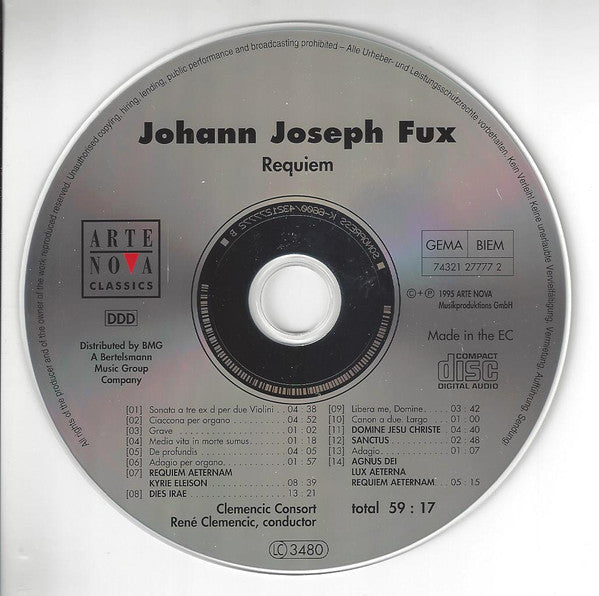 All rights of the producer and of the owner of the work reproduced reserved. Unauthorised copying, hiring, lending, public performance and broadcasting prohibited – Alle Urheber- und Leistungsschutzrechte vorbehalten. Kein Verleih! Keine unerlaubte Vervielfältigung, Vermietung, Aufführung, Sendung!
Johann Joseph Fux
Requiem
ARTE
NOVA
CLASSICS
DDD
Distributed by BMG
A Bertelsmann
Music Group
Company
SONOPRESS K-6600/4321277772 B
GEMA BIEM
74321 27777 2
©+℗ 1995 ARTE NOVA
Musikproduktions GmbH
Made in the EC
COMPACT
disc
DIGITAL AUDIO
[01] Sonata a tre ex d per due Violini . . 04 : 38
[02] Ciaccona per organo . . . . . . . . . . 04 : 52
[03] Grave . . . . . . . . . . . . . . . . . . 01 : 02
[04] Media vita in morte sumus . . . . . . . 01 : 18
[05] De profundis . . . . . . . . . . . . . . 04 : 05
[06] Adagio per organo. . . . . . . . . . . . 01 : 57
[07] REQUIEM AETERNAM
KYRIE ELEISON . . . . . . . . . . . 08 : 39
[08] DIES IRAE . . . . . . . . . . . . . . . 13 : 21
[09] Libera me, Domine. . . . . . 03 : 42
[10] Canon a due. Largo . . . . . 01 : 00
[11] DOMINE JESU CHRISTE . 04 : 40
[12] SANCTUS . . . . . . . . . . 02 : 48
[13] Adagio . . . . . . . . . . . . 01 : 07
[14] AGNUS DEI
LUX AETERNA
REQUIEM AETERNAM . . 05 : 15
Clemencic Consort
René Clemencic, conductor
total 59 : 17
LC 3480